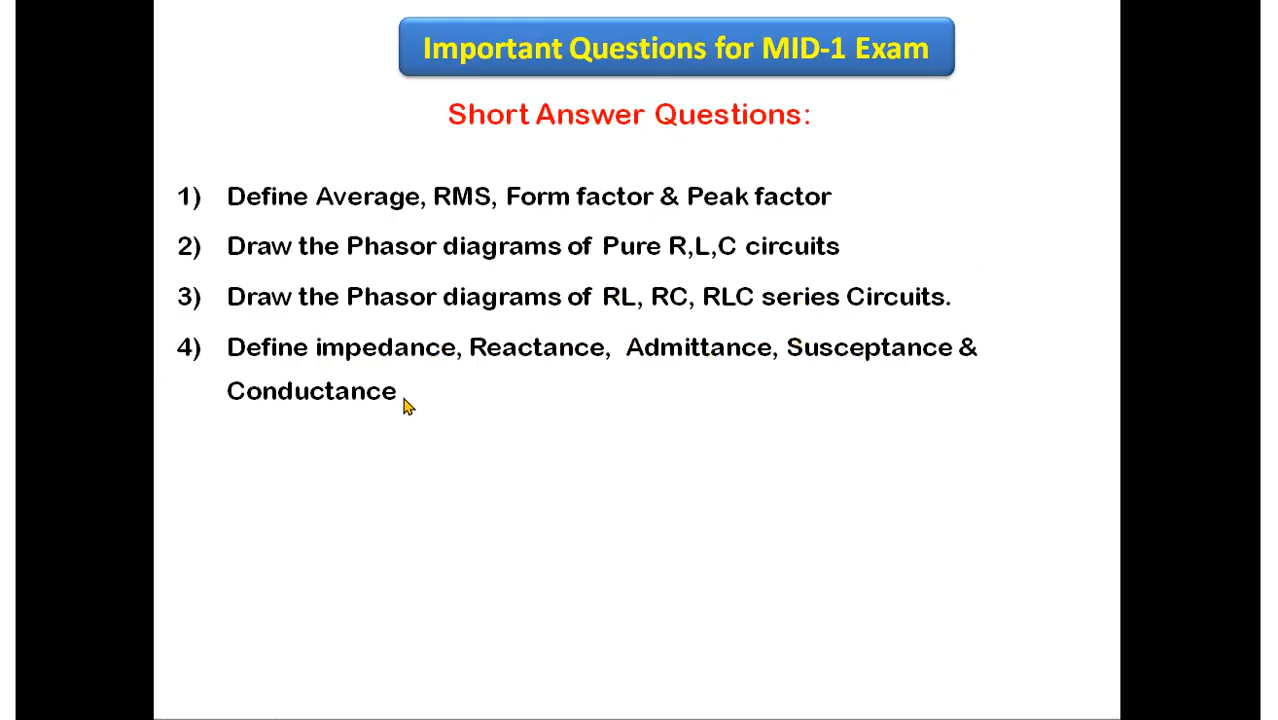 Important Questions for MID-1 Exam
Short Answer Questions:
1) Define Average, RMS, Form factor & Peak factor
2) Draw the Phasor diagrams of Pure R,L,C circuits
3) Draw the Phasor diagrams of RL, RC, RLC series Circuits.
4) Define impedance, Reactance, Admittance, Susceptance &
Conductance